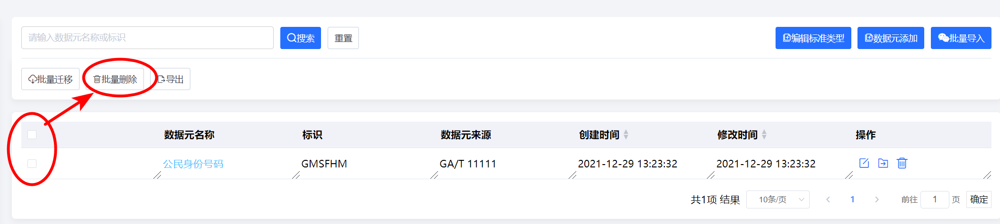 请输入数据元名称或标识 搜索 重置 编辑标准类型 数据元添加 批量导入
批量迁移 批量删除 导出
数据元名称 标识 数据元来源 创建时间 修改时间 操作
公民身份号码 GMSFHM GA/T 11111 2021-12-29 13:23:32 2021-12-29 13:23:32
共1项 结果 10条/页 1 前往 1 页 确定